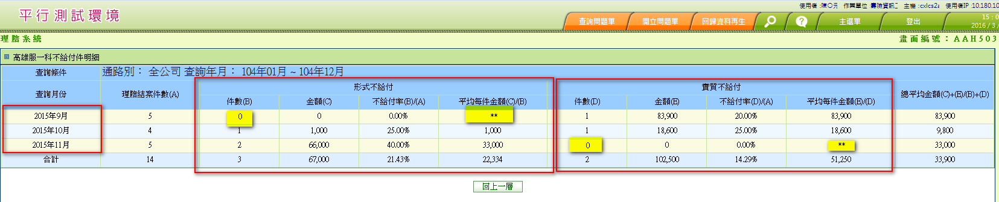 使用者 :陳○元 作業單位 :壽險資訊 主機 :cxlcs2 使用者IP :10.180.10
平行測試環境
查詢問題單 開立問題單 回歸資料再生 ? 主選單 登出
15 : 0
2016 / 3 /
理賠系統 畫面編號：AAH503
高雄服一科不給付件明細
查詢條件 通路別： 全公司 查詢年月： 104年01月 ~ 104年12月
查詢月份 理賠結案件數(A) 形式不給付 實質不給付 總平均金額(C)+(E)/(B)+(D)
件數(B) 金額(C) 不給付率(B)/(A) 平均每件金額(C)/(B) 件數(D) 金額(E) 不給付率(D)/(A) 平均每件金額(E)/(D)
2015年9月 5 0 0 0.00% ** 1 83,900 20.00% 83,900 83,900
2015年10月 4 1 1,000 25.00% 1,000 1 18,600 25.00% 18,600 9,800
2015年11月 5 2 66,000 40.00% 33,000 0 0 0.00% ** 33,000
合計 14 3 67,000 21.43% 22,334 2 102,500 14.29% 51,250 33,900
回上一層